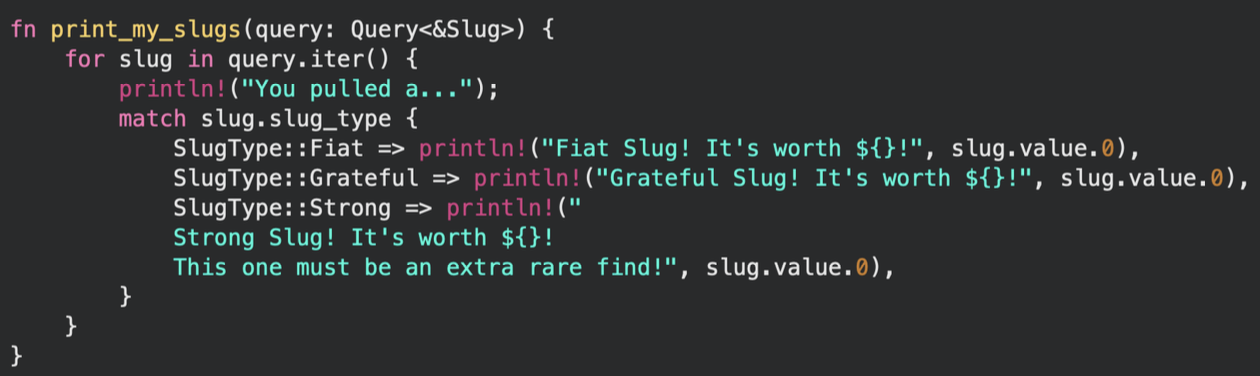 fn print_my_slugs(query: Query<&Slug>) {
    for slug in query.iter() {
        println!("You pulled a...");
        match slug.slug_type {
            SlugType::Fiat => println!("Fiat Slug! It's worth ${}!", slug.value.0),
            SlugType::Grateful => println!("Grateful Slug! It's worth ${}!", slug.value.0),
            SlugType::Strong => println!("
            Strong Slug! It's worth ${}!
            This one must be an extra rare find!", slug.value.0),
        }
    }
}